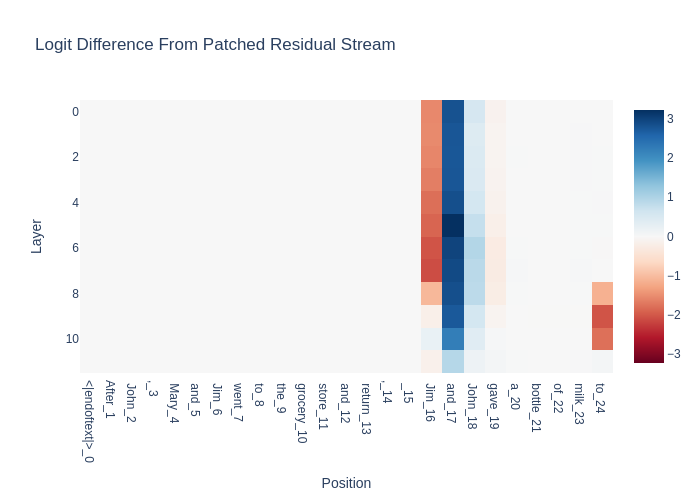 Logit Difference From Patched Residual Stream
0
2
4
6
8
10
Layer
<|endoftext|>_0
After_1
John_2
,_3
Mary_4
and_5
Jim_6
went_7
to_8
the_9
grocery_10
store_11
and_12
return_13
,_14
_15
Jim_16
and_17
John_18
gave_19
a_20
bottle_21
of_22
milk_23
to_24
Position
3
2
1
0
−1
−2
−3